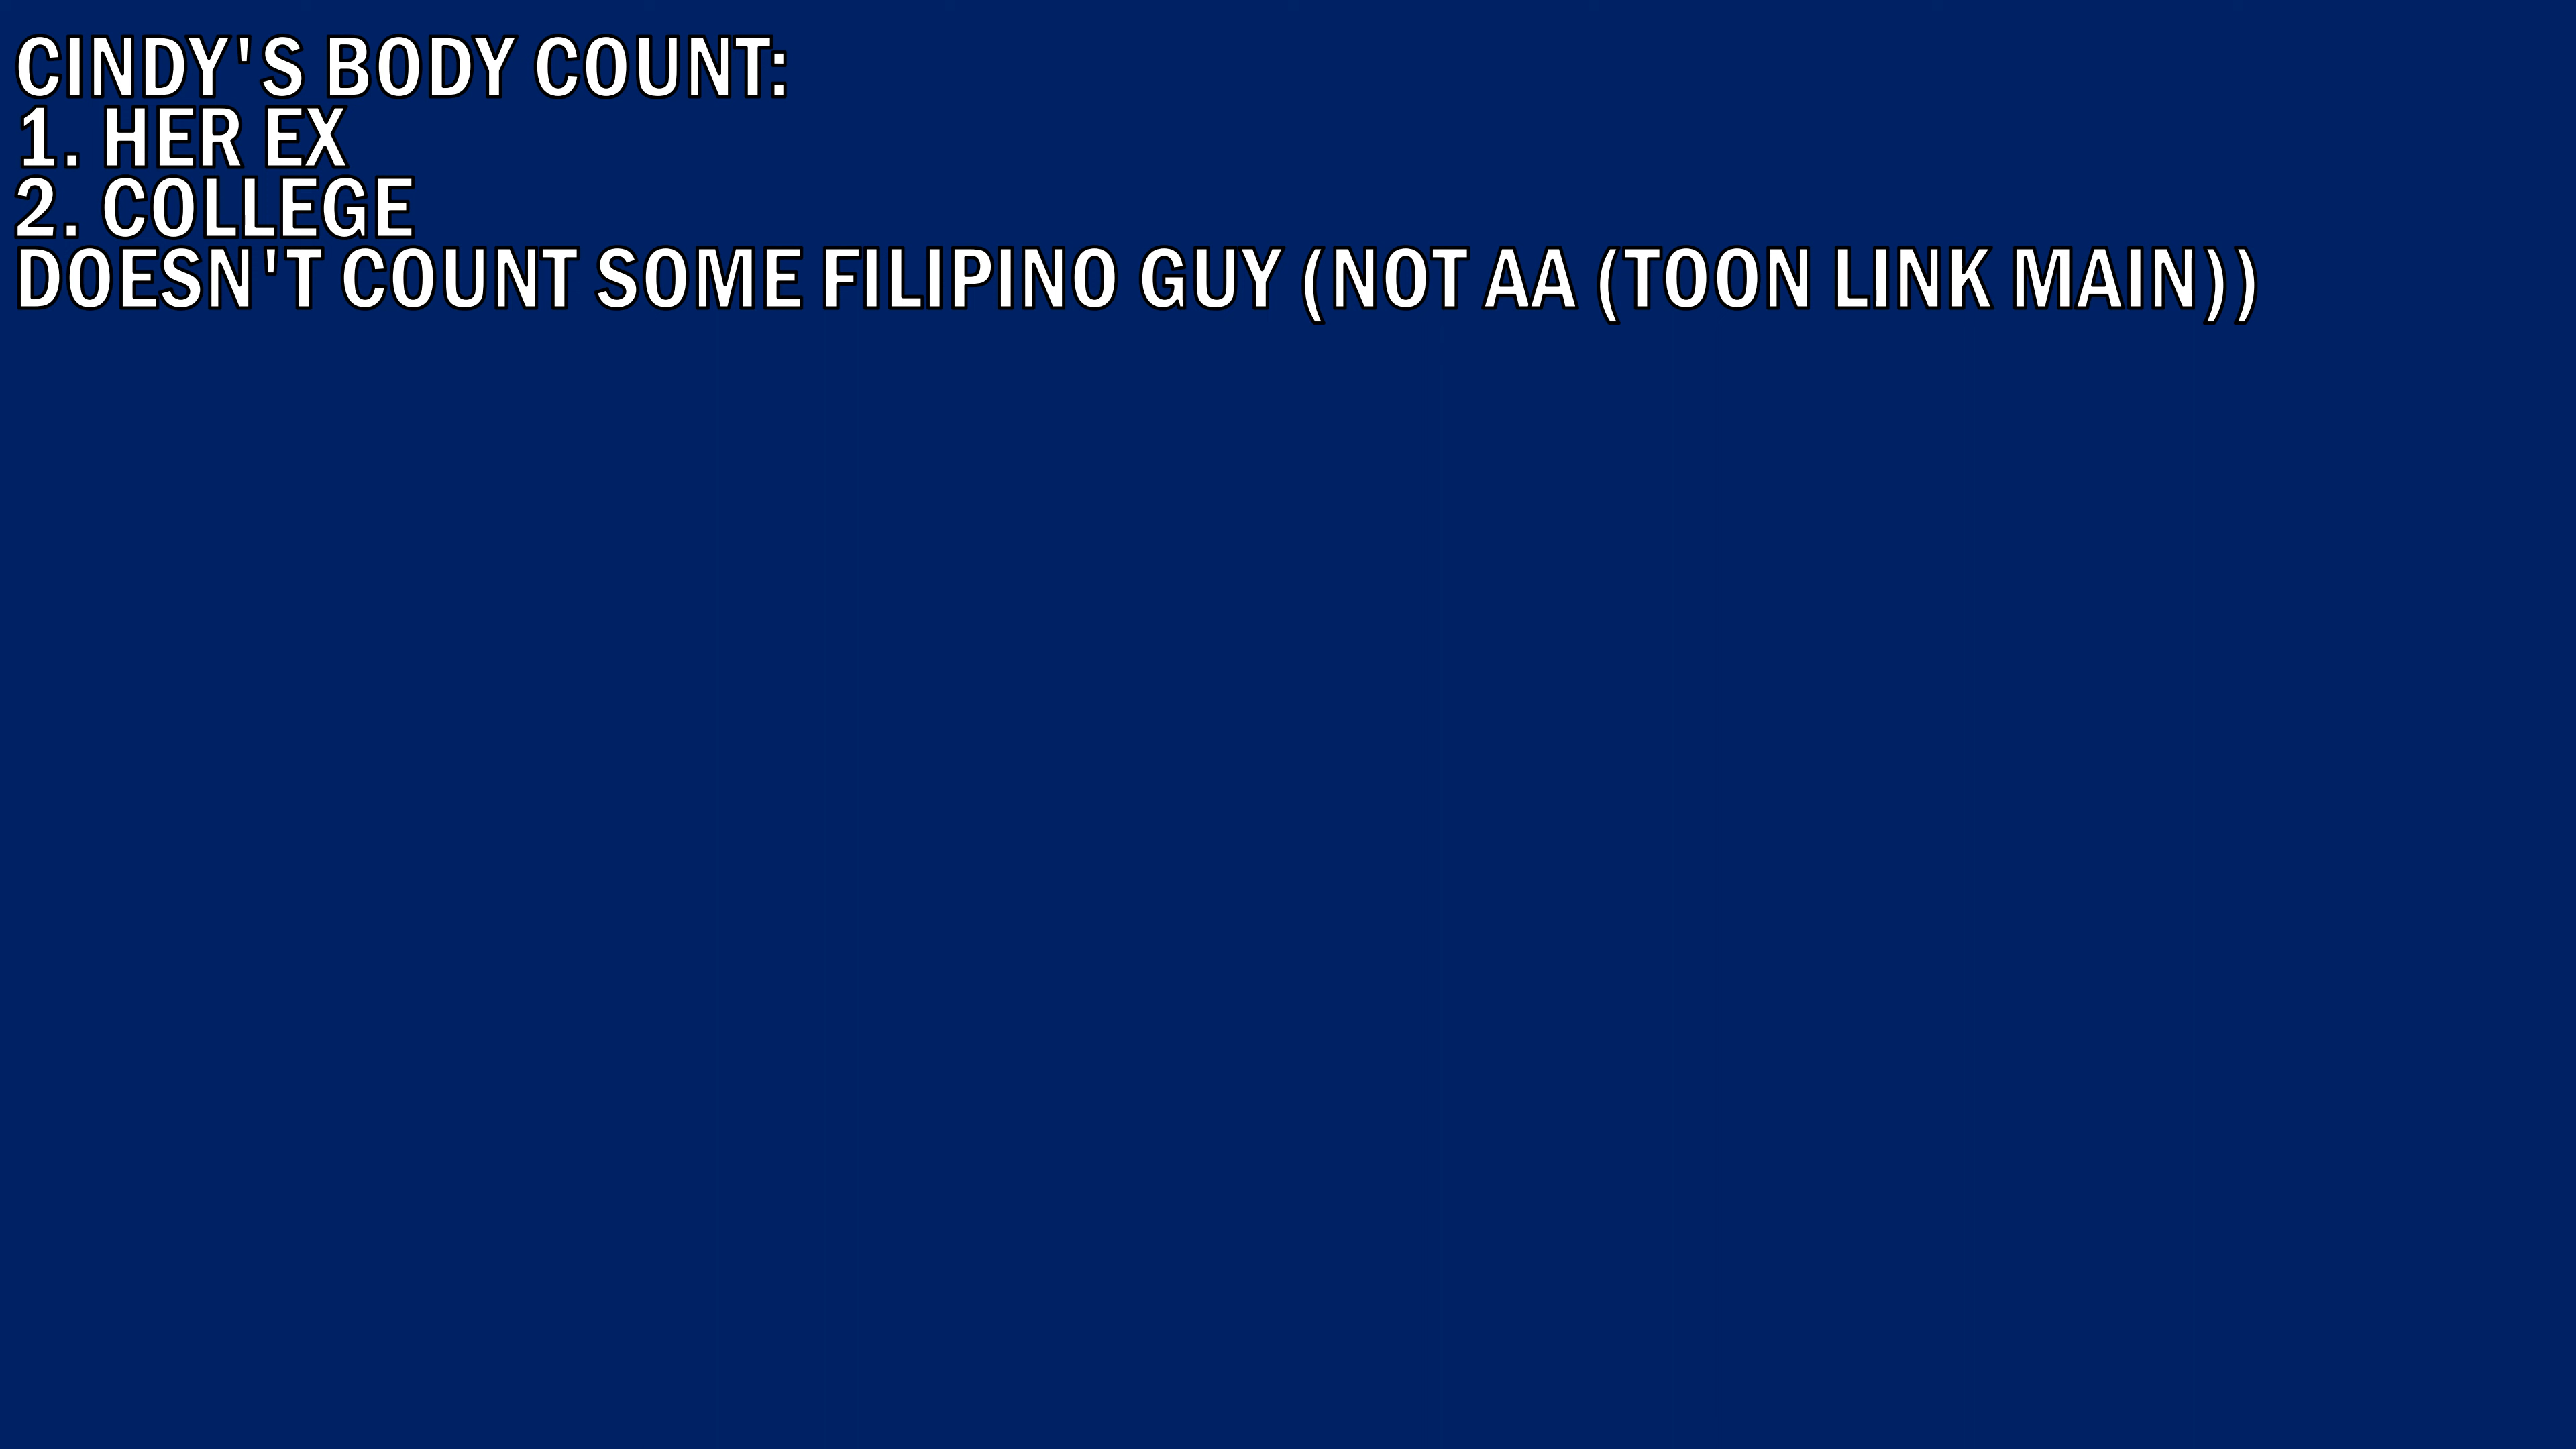 CINDY'S BODY COUNT:
1. HER EX
2. COLLEGE
DOESN'T COUNT SOME FILIPINO GUY (NOT AA (TOON LINK MAIN))